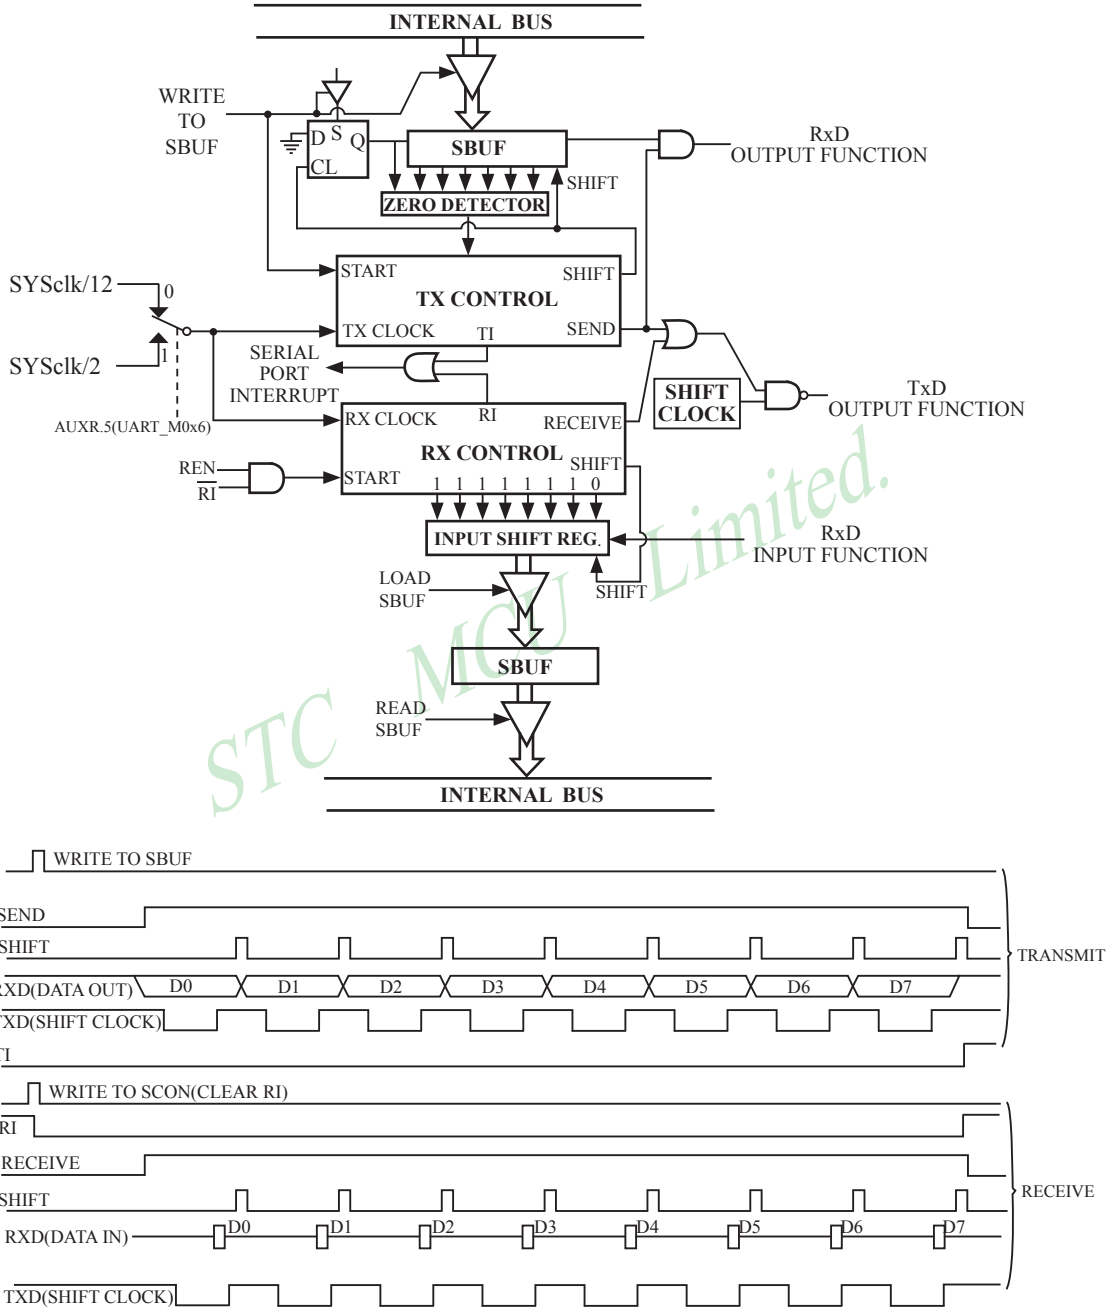 INTERNAL BUS
WRITE
TO
SBUF
D S Q
CL
SBUF
RxD
OUTPUT FUNCTION
SHIFT
ZERO DETECTOR
START
SHIFT
TX CONTROL
TX CLOCK
TI
SEND
SYSclk/12
0
SYSclk/2
1
AUXR.5(UART_M0x6)
SERIAL
PORT
INTERRUPT
SHIFT
CLOCK
TxD
OUTPUT FUNCTION
RX CLOCK
RI
RECEIVE
RX CONTROL
SHIFT
REN
RI
START
1 1 1 1 1 1 1 0
INPUT SHIFT REG.
RxD
INPUT FUNCTION
LOAD
SBUF
SHIFT
SBUF
READ
SBUF
INTERNAL BUS
STC MCU Limited.
WRITE TO SBUF
SEND
SHIFT
RXD(DATA OUT) D0 D1 D2 D3 D4 D5 D6 D7
TXD(SHIFT CLOCK)
TI
TRANSMIT
WRITE TO SCON(CLEAR RI)
RI
RECEIVE
SHIFT
RXD(DATA IN) D0 D1 D2 D3 D4 D5 D6 D7
TXD(SHIFT CLOCK)
RECEIVE